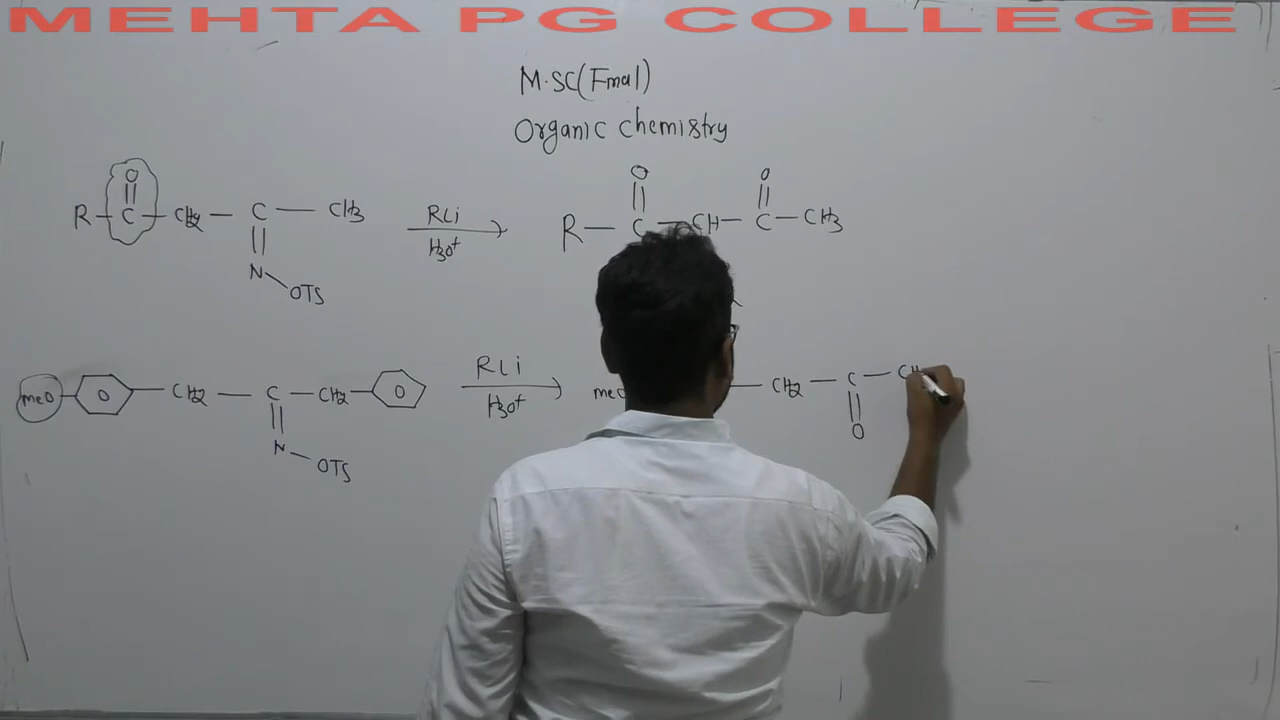 MEHTA PG COLLEGE
M.SC(Final)
Organic chemistry
O O O
R-C-CH2-C-CH3 RLi R-C-CH-C-CH3
H3O+
N
OTS
RLi
meO O CH2-C-CH2 O H3O+ meO CH2-C-CH
O
N-OTS